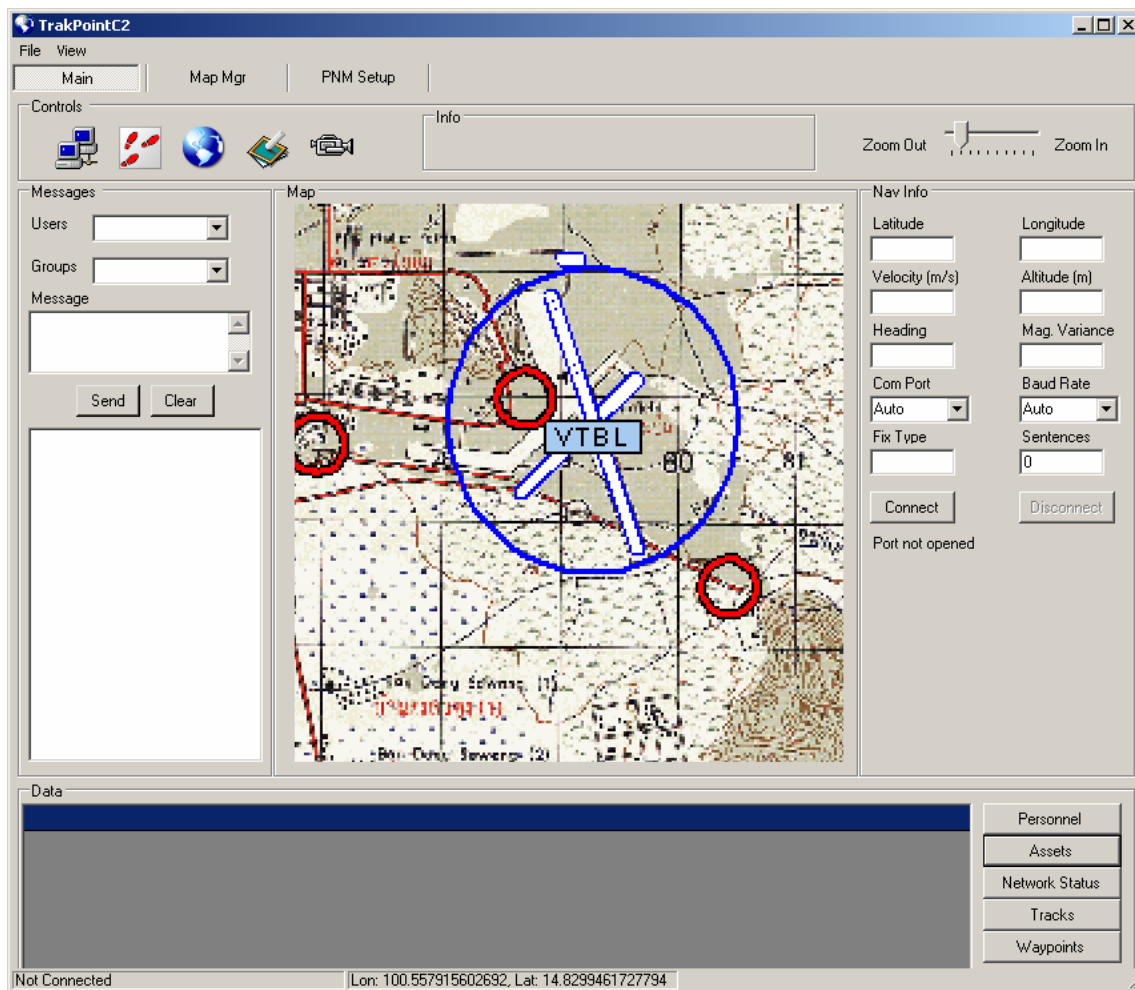 TrakPointC2
File View
Main Map Mgr PNM Setup
Controls
Info
Zoom Out Zoom In
Messages
Users
Groups
Message
Send Clear
Map
VTBL
80 81
Nav Info
Latitude Longitude
Velocity (m/s) Altitude (m)
Heading Mag. Variance
Com Port Baud Rate
Auto Auto
Fix Type Sentences
0
Connect Disconnect
Port not opened
Data
Personnel
Assets
Network Status
Tracks
Waypoints
Not Connected Lon: 100.557915602692, Lat: 14.8299461727794